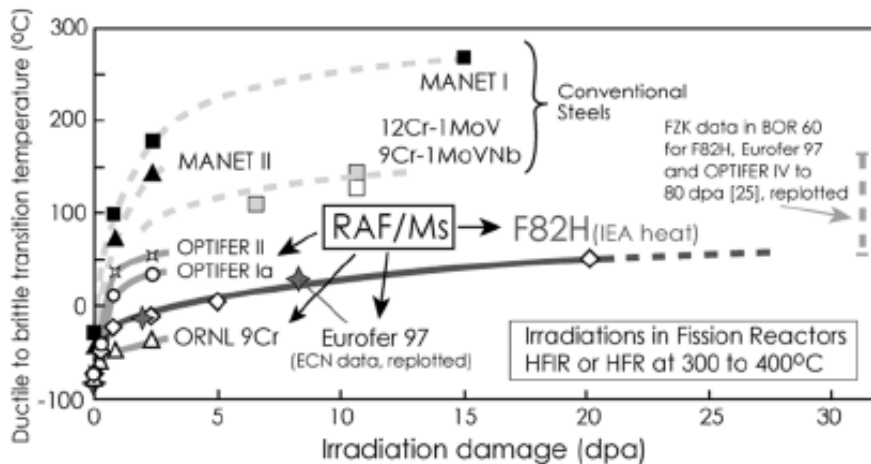 Ductile to brittle transition temperature (ºC)
300
200
100
0
-100
MANET I
Conventional
Steels
12Cr-1MoV
9Cr-1MoVNb
MANET II
FZK data in BOR 60
for F82H, Eurofer 97
and OPTIFER IV to
80 dpa [25], replotted
RAF/Ms
F82H(IEA heat)
OPTIFER II
OPTIFER Ia
ORNL 9Cr
Eurofer 97
(ECN data, replotted)
Irradiations in Fission Reactors
HFIR or HFR at 300 to 400ºC
0
5
10
15
20
25
30
Irradiation damage (dpa)